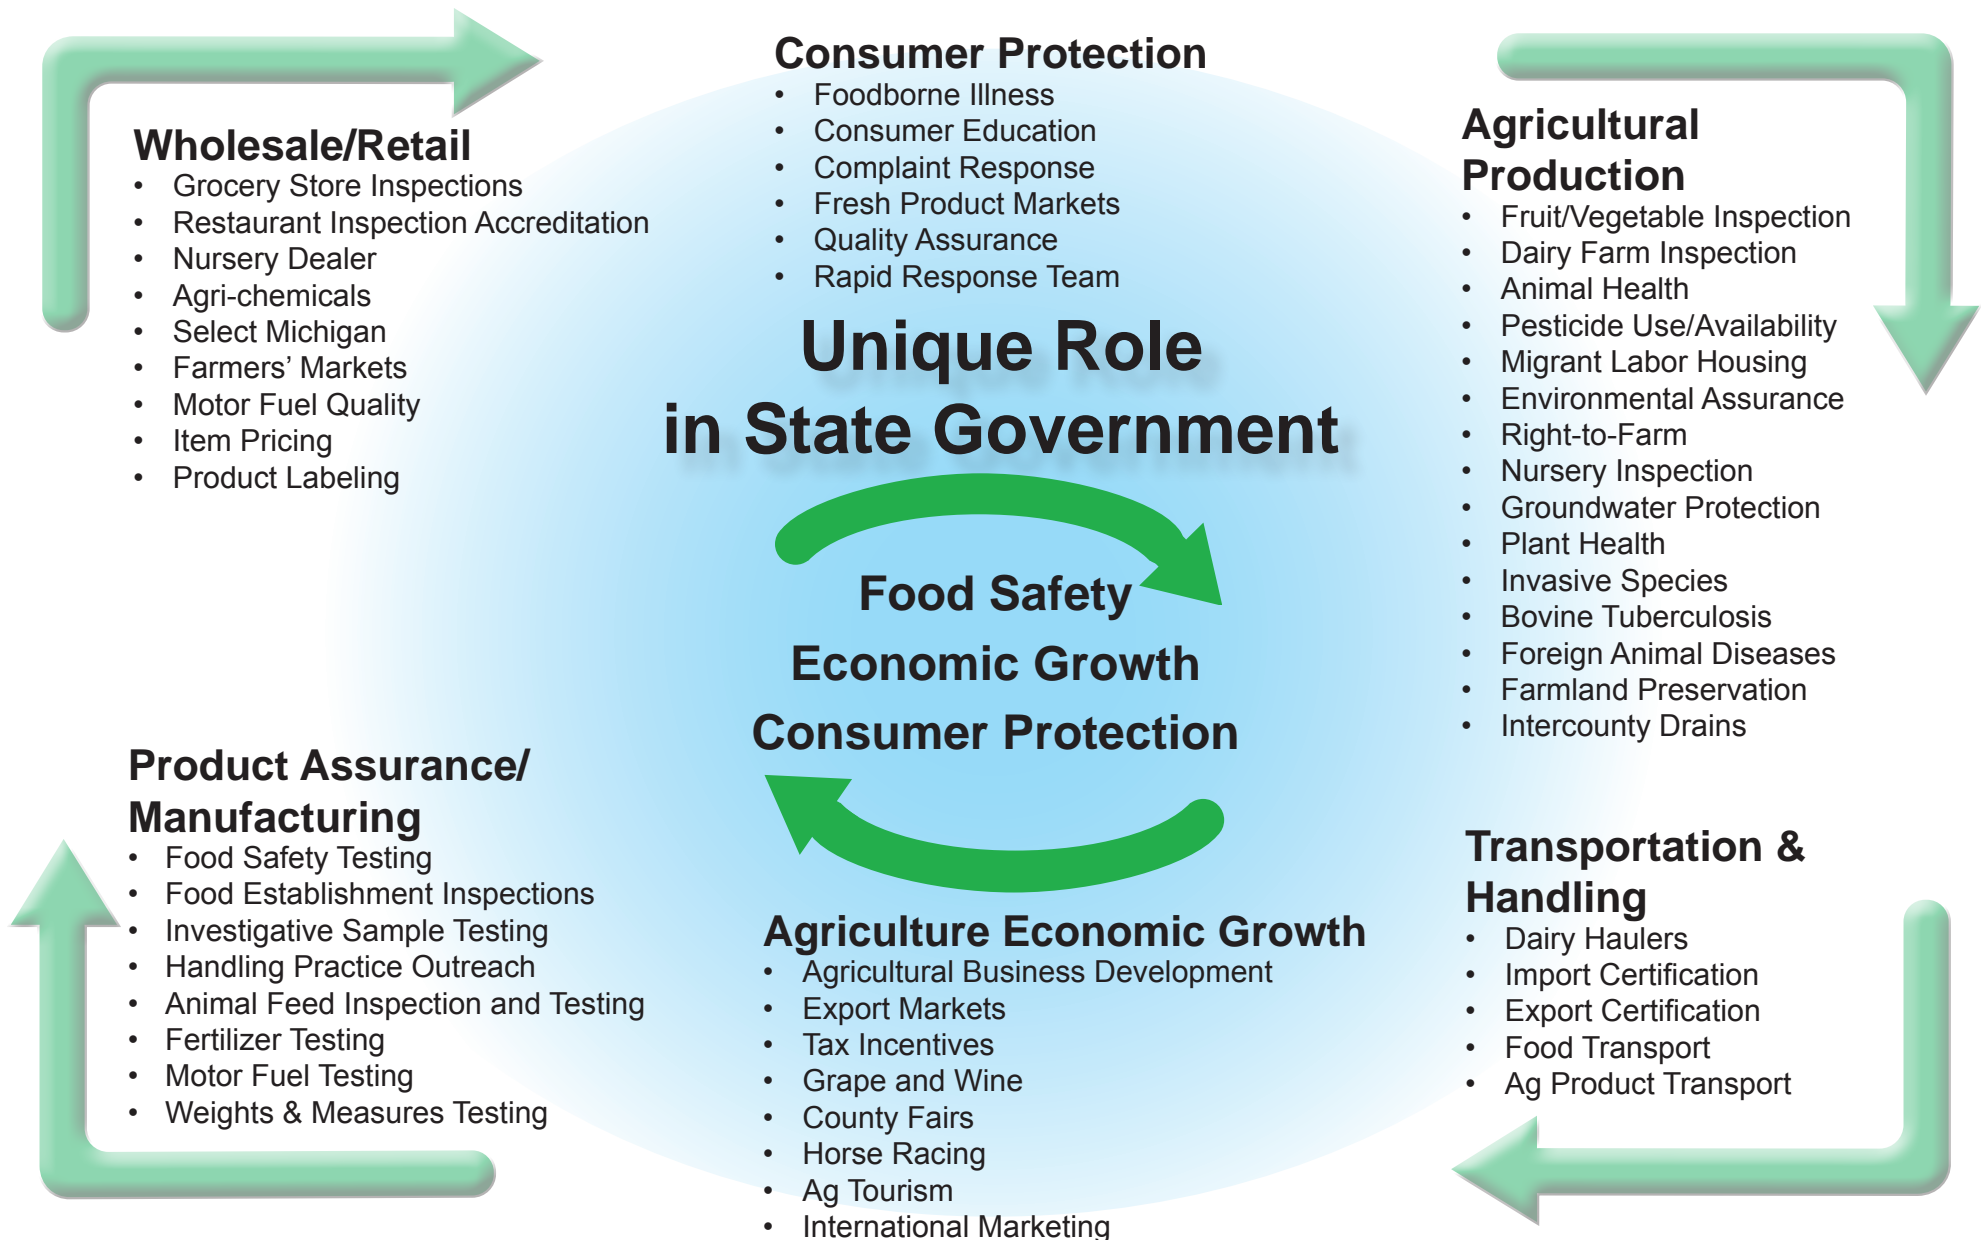 Consumer Protection
• Foodborne Illness
• Consumer Education
• Complaint Response
• Fresh Product Markets
• Quality Assurance
• Rapid Response Team
Wholesale/Retail
• Grocery Store Inspections
• Restaurant Inspection Accreditation
• Nursery Dealer
• Agri-chemicals
• Select Michigan
• Farmers’ Markets
• Motor Fuel Quality
• Item Pricing
• Product Labeling
Agricultural
Production
• Fruit/Vegetable Inspection
• Dairy Farm Inspection
• Animal Health
• Pesticide Use/Availability
• Migrant Labor Housing
• Environmental Assurance
• Right-to-Farm
• Nursery Inspection
• Groundwater Protection
• Plant Health
• Invasive Species
• Bovine Tuberculosis
• Foreign Animal Diseases
• Farmland Preservation
• Intercounty Drains
Unique Role
in State Government
Food Safety
Economic Growth
Consumer Protection
Product Assurance/
Manufacturing
• Food Safety Testing
• Food Establishment Inspections
• Investigative Sample Testing
• Handling Practice Outreach
• Animal Feed Inspection and Testing
• Fertilizer Testing
• Motor Fuel Testing
• Weights & Measures Testing
Agriculture Economic Growth
• Agricultural Business Development
• Export Markets
• Tax Incentives
• Grape and Wine
• County Fairs
• Horse Racing
• Ag Tourism
• International Marketing
Transportation &
Handling
• Dairy Haulers
• Import Certification
• Export Certification
• Food Transport
• Ag Product Transport